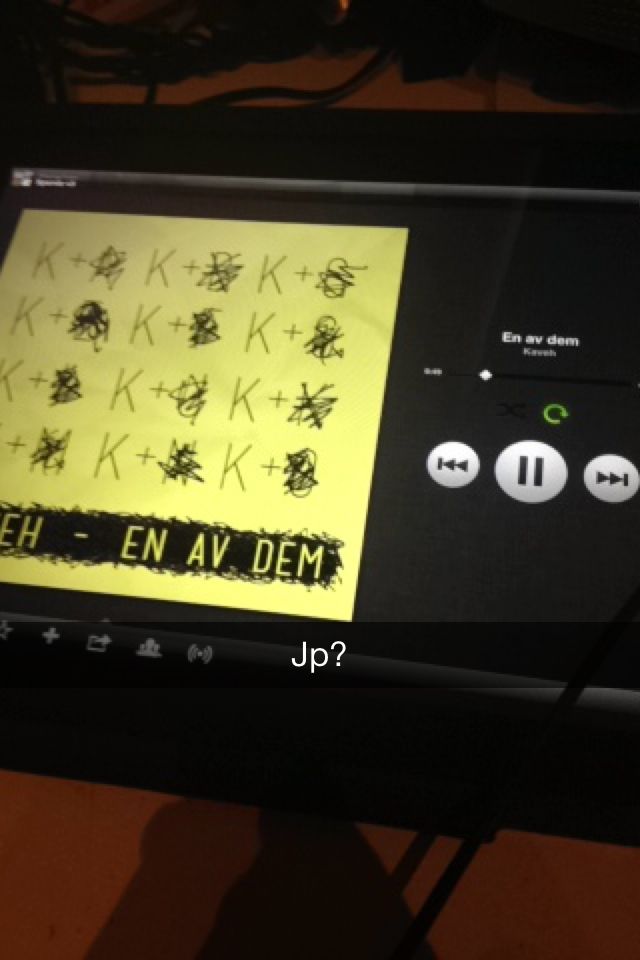 K + K + K +
K + K + K +
K + K + K +
+ K + K +
EH - EN AV DEM
En av dem
Kaveh
Jp?